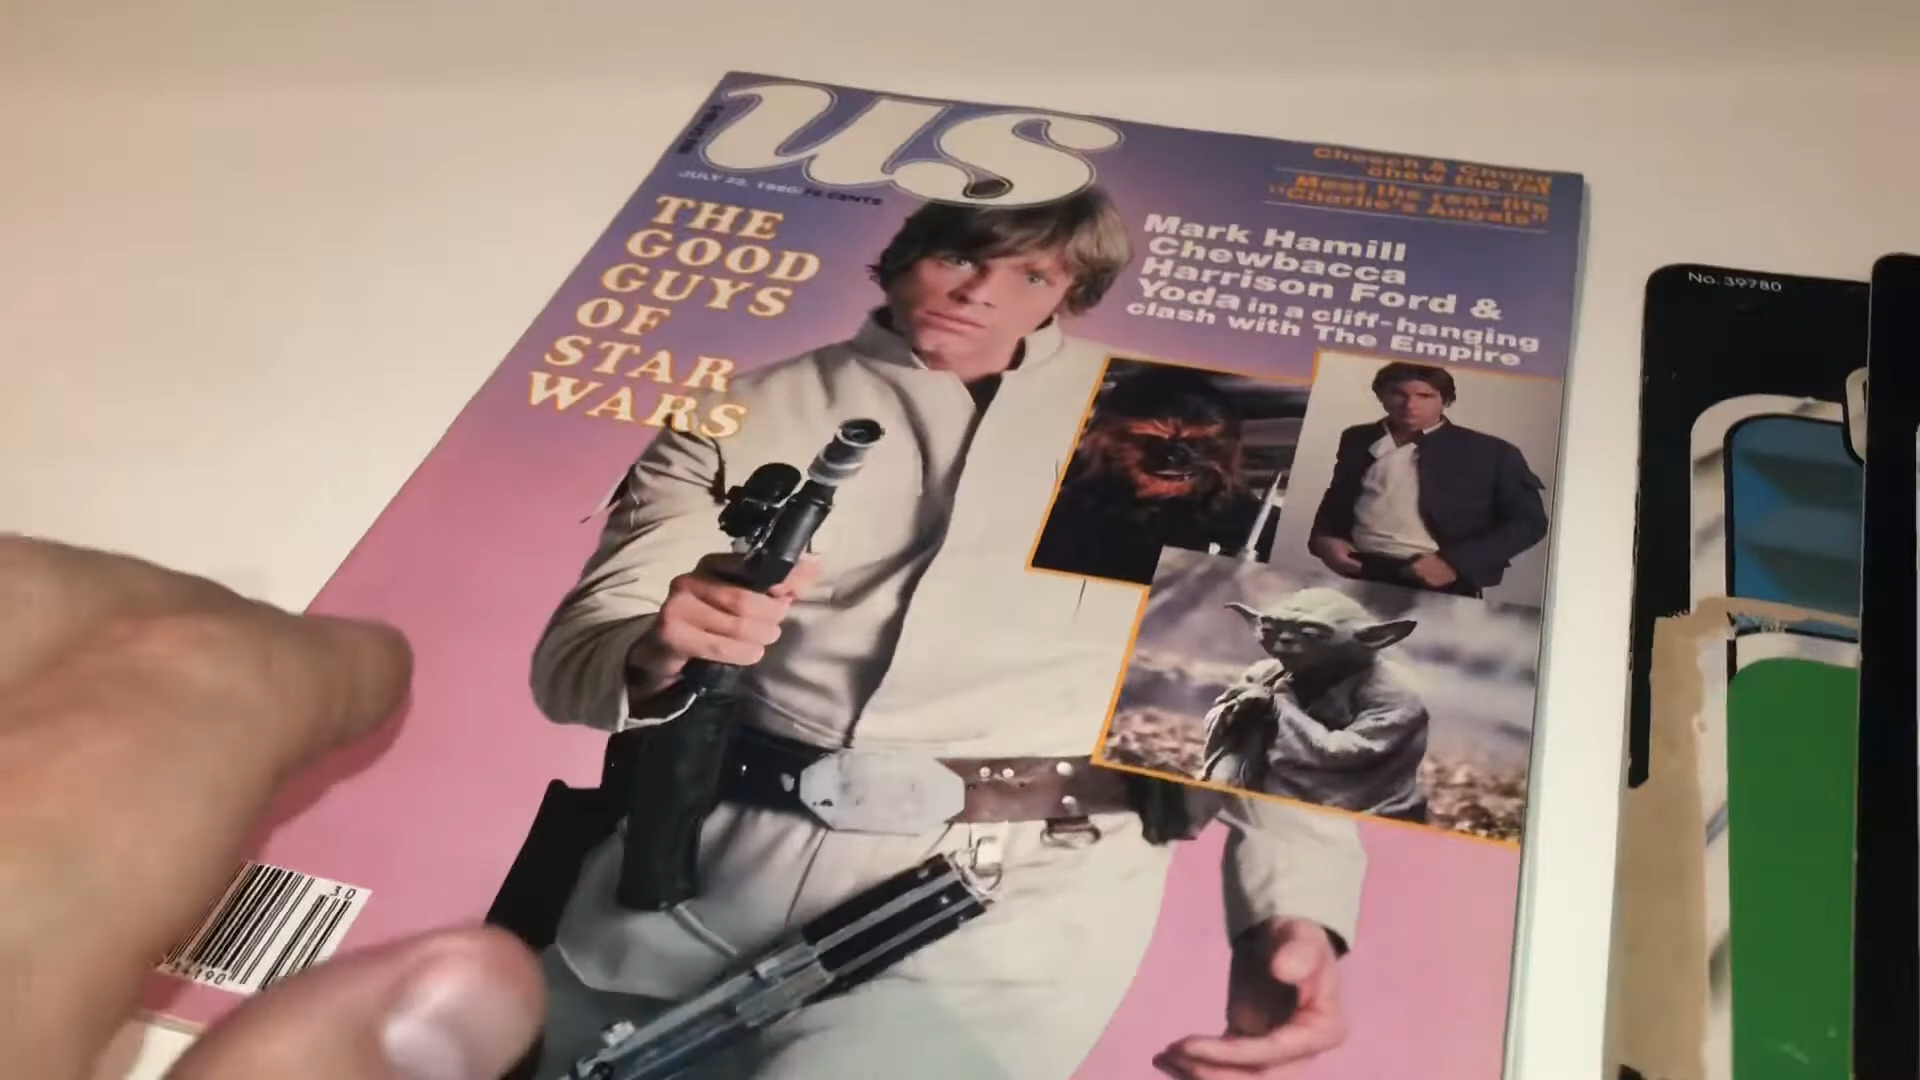 us
JULY 22, 1980/75 CENTS
THE
GOOD
GUYS
OF
STAR
WARS
Cheech & Chong
chew the fat
Meet the real-life
"Charlie's Angels"
Mark Hamill
Chewbacca
Harrison Ford &
Yoda in a cliff-hanging
clash with The Empire
No. 39780
30